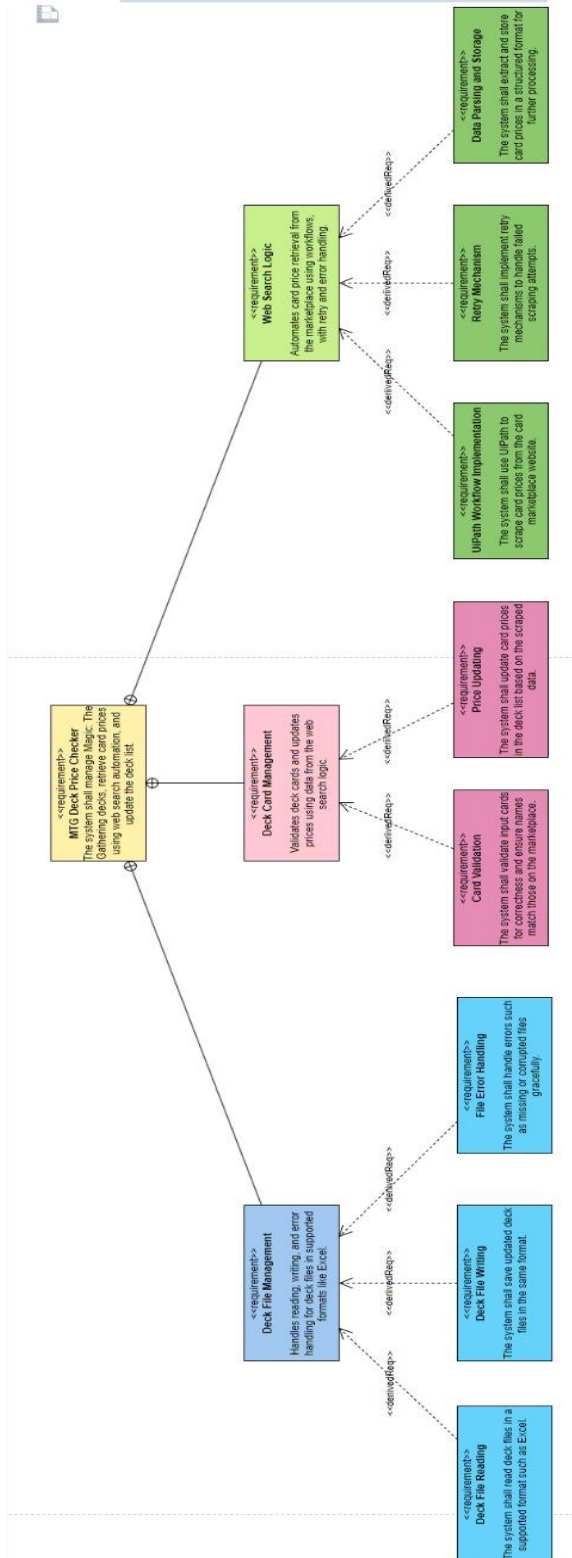 <<requirement>>
MTG Deck Price Checker
The system shall manage Magic: The
Gathering decks, retrieve card prices
using web search automation, and
update the deck list.
<<requirement>>
Deck File Management
Handles reading, writing, and error
handling for deck files in supported
formats like Excel.
<<requirement>>
Deck Card Management
Validates deck cards and updates
prices using data from the web
search logic.
<<requirement>>
Web Search Logic
Automates card price retrieval from
the marketplace using workflows,
with retry and error handling.
<<derivedReq>>
<<derivedReq>>
<<derivedReq>>
<<derivedReq>>
<<derivedReq>>
<<derivedReq>>
<<derivedReq>>
<<derivedReq>>
<<requirement>>
Deck File Reading
The system shall read deck files in a
supported format such as Excel.
<<requirement>>
Deck File Writing
The system shall save updated deck
files in the same format.
<<requirement>>
File Error Handling
The system shall handle errors such
as missing or corrupted files
gracefully.
<<requirement>>
Card Validation
The system shall validate input cards
for correctness and ensure names
match those on the marketplace.
<<requirement>>
Price Updating
The system shall update card prices
in the deck list based on the scraped
data.
<<requirement>>
UiPath Workflow Implementation
The system shall use UiPath to
scrape card prices from the card
marketplace website.
<<requirement>>
Retry Mechanism
The system shall implement retry
mechanisms to handle failed
scraping attempts.
<<requirement>>
Data Parsing and Storage
The system shall extract and store
card prices in a structured format for
further processing.